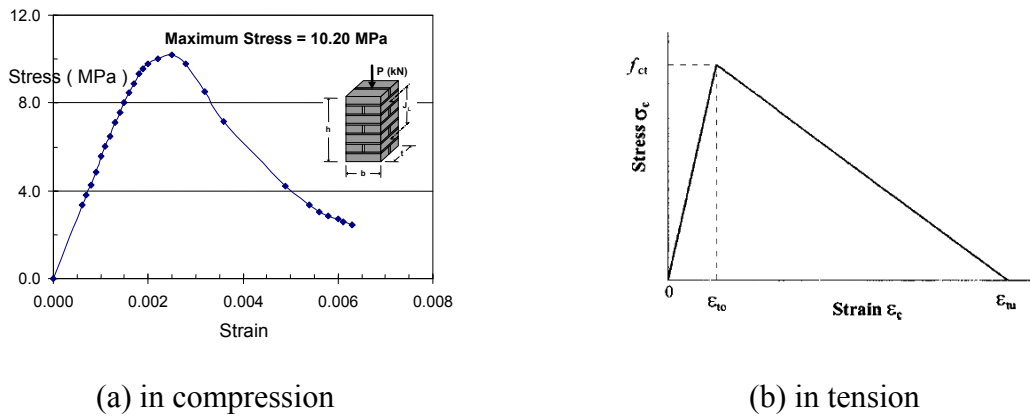 12.0
Maximum Stress = 10.20 MPa
Stress ( MPa )
P (kN)
8.0
h
t
b
4.0
0.0
0.000
0.002
0.004
0.006
0.008
Strain
(a) in compression
f_ct
Stress σ_c
0
ε_to
Strain ε_c
ε_tu
(b) in tension